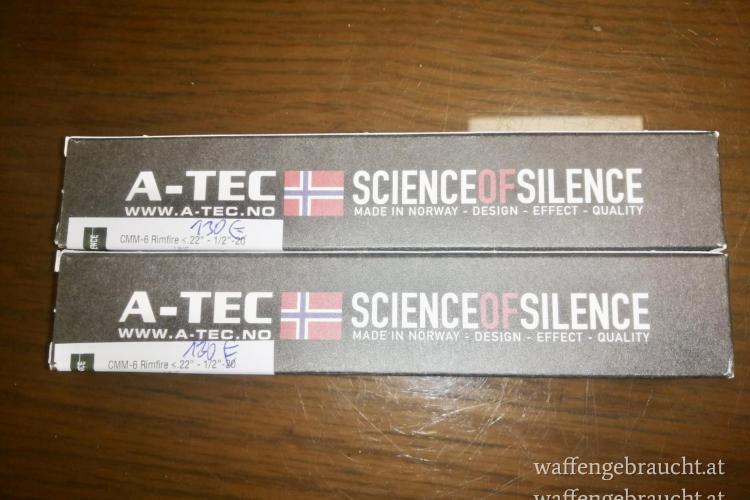 A-TEC
WWW.A-TEC.NO
SCIENCEOFSILENCE
MADE IN NORWAY - DESIGN - EFFECT - QUALITY
130 €
CMM-6 Rimfire <.22" - 1/2"-20
A-TEC
WWW.A-TEC.NO
SCIENCEOFSILENCE
MADE IN NORWAY - DESIGN - EFFECT - QUALITY
130 €
CMM-6 Rimfire <.22" - 1/2"-20
waffengebraucht.at
waffengebraucht.at